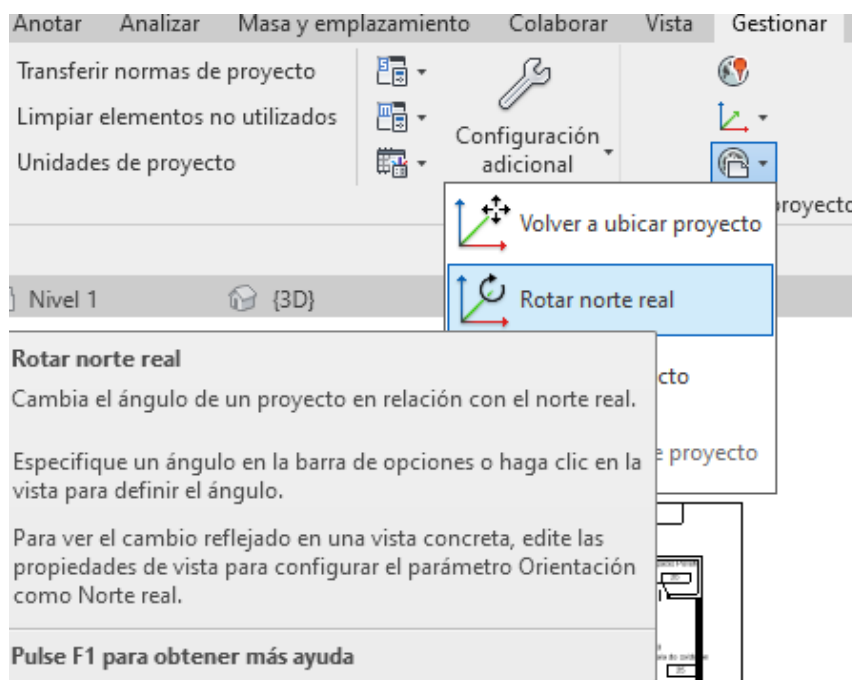 Anotar Analizar Masa y emplazamiento Colaborar Vista Gestionar
Transferir normas de proyecto
Limpiar elementos no utilizados
Unidades de proyecto
Configuración
adicional
proyecto
Volver a ubicar proyecto
Nivel 1 {3D}
Rotar norte real
Rotar norte real
Cambia el ángulo de un proyecto en relación con el norte real.
cto
Especifique un ángulo en la barra de opciones o haga clic en la
vista para definir el ángulo.
e proyecto
Para ver el cambio reflejado en una vista concreta, edite las
propiedades de vista para configurar el parámetro Orientación
como Norte real.
Pulse F1 para obtener más ayuda